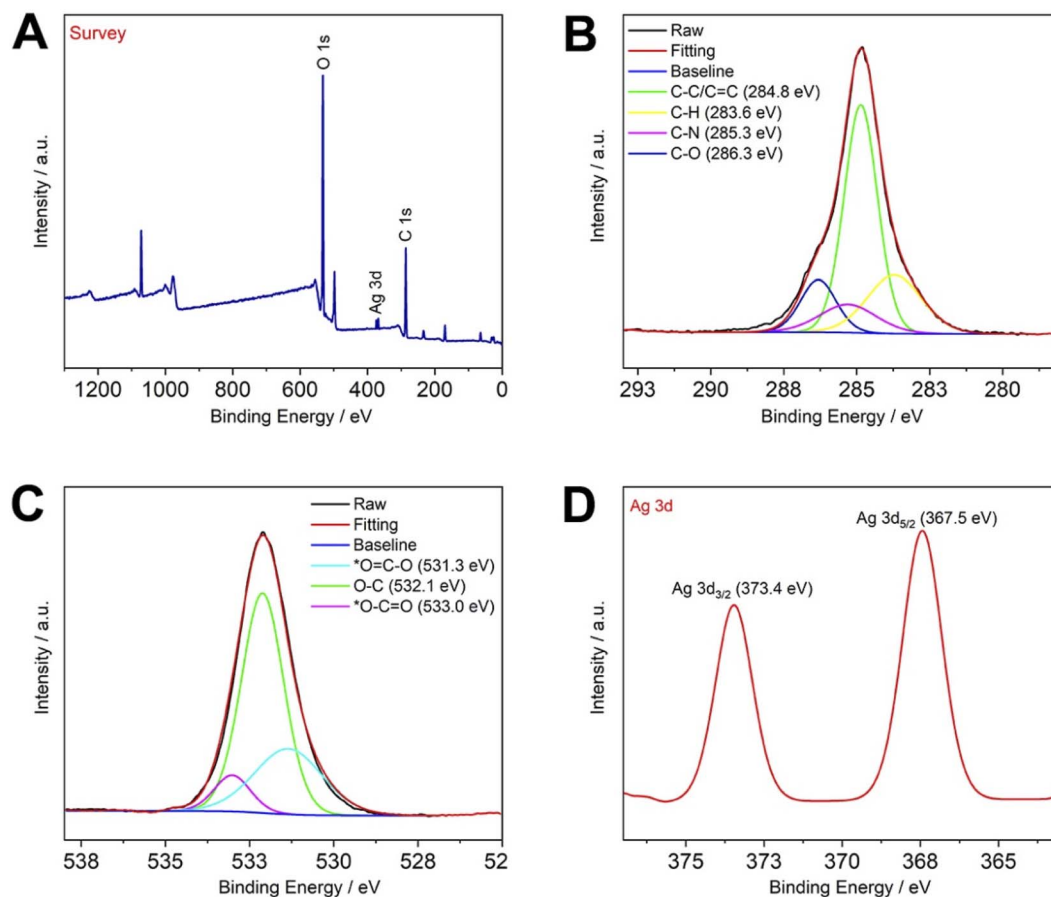 A
Survey
O 1s
Ag 3d
C 1s
Intensity / a.u.
1200 1000 800 600 400 200 0
Binding Energy / eV
B
Raw
Fitting
Baseline
C-C/C=C (284.8 eV)
C-H (283.6 eV)
C-N (285.3 eV)
C-O (286.3 eV)
Intensity / a.u.
293 290 288 285 283 280
Binding Energy / eV
C
Raw
Fitting
Baseline
*O=C-O (531.3 eV)
O-C (532.1 eV)
*O-C=O (533.0 eV)
Intensity / a.u.
538 535 533 530 52
Binding Energy / eV
D
Ag 3d
Ag 3d5/2 (367.5 eV)
Ag 3d3/2 (373.4 eV)
Intensity / a.u.
375 373 370 368 365
Binding Energy / eV